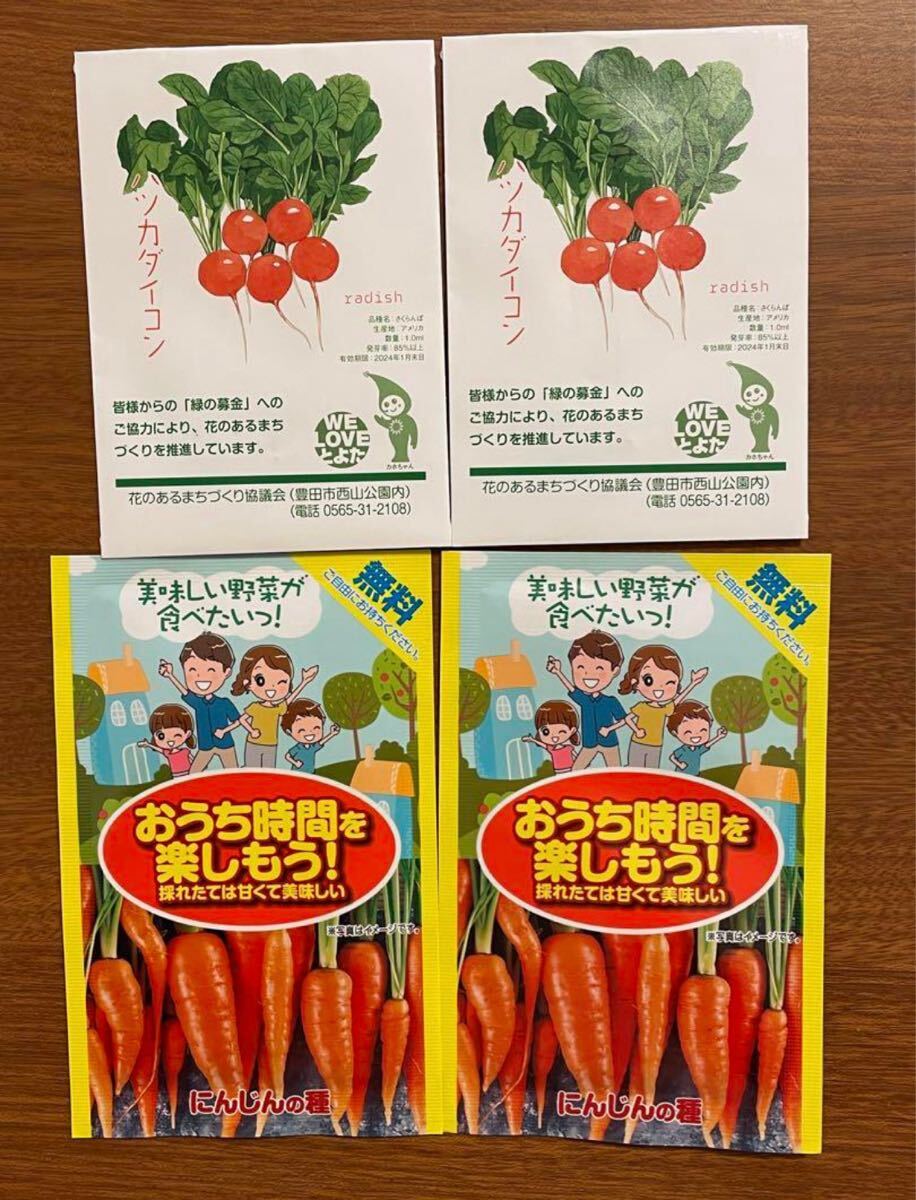 ハツカダイコン
radish
品種名：さくらんぼ
生産地：アメリカ
数量：1.0ml
発芽率：85%以上
有効期限：2024年1月末日
皆様からの「緑の募金」への
ご協力により、花のあるまち
づくりを推進しています。
WE
LOVE
とよた
カホちゃん
花のあるまちづくり協議会（豊田市西山公園内）
（電話 0565-31-2108）
ハツカダイコン
radish
品種名：さくらんぼ
生産地：アメリカ
数量：1.0ml
発芽率：85%以上
有効期限：2024年1月末日
皆様からの「緑の募金」への
ご協力により、花のあるまち
づくりを推進しています。
WE
LOVE
とよた
カホちゃん
花のあるまちづくり協議会（豊田市西山公園内）
（電話 0565-31-2108）
無料
ご自由にお持ちください。
美味しい野菜が
食べたいっ！
おうち時間を
楽しもう！
採れたては甘くて美味しい
※写真はイメージです。
にんじんの種
無料
ご自由にお持ちください。
美味しい野菜が
食べたいっ！
おうち時間を
楽しもう！
採れたては甘くて美味しい
※写真はイメージです。
にんじんの種